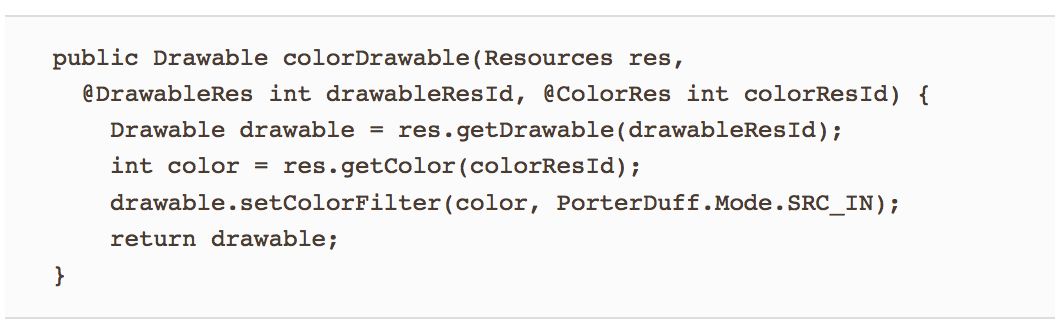 public Drawable colorDrawable(Resources res,
@DrawableRes int drawableResId, @ColorRes int colorResId) {
Drawable drawable = res.getDrawable(drawableResId);
int color = res.getColor(colorResId);
drawable.setColorFilter(color, PorterDuff.Mode.SRC_IN);
return drawable;
}